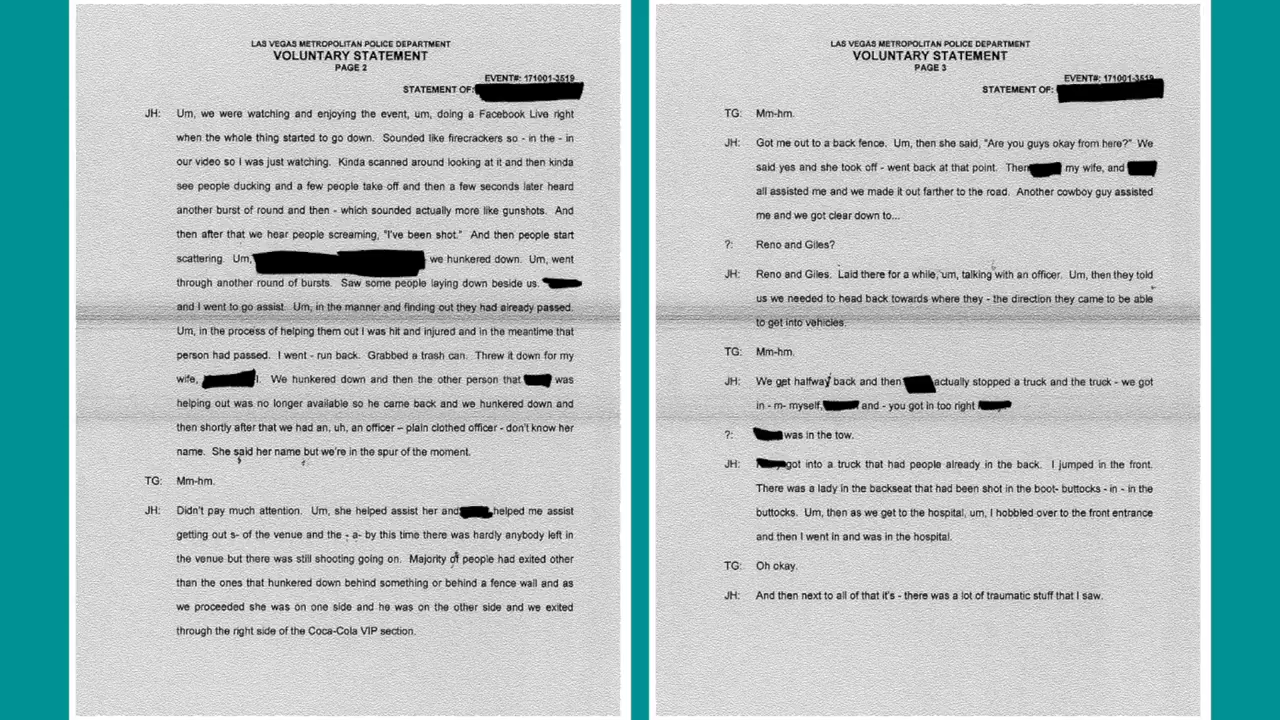 LAS VEGAS METROPOLITAN POLICE DEPARTMENT
VOLUNTARY STATEMENT
PAGE 2
EVENT#: 171001-3519
STATEMENT OF:
JH: Um, we were watching and enjoying the event, um, doing a Facebook Live right
when the whole thing started to go down. Sounded like firecrackers so - in the - in
our video so I was just watching. Kinda scanned around looking at it and then kinda
see people ducking and a few people take off and then a few seconds later heard
another burst of round and then - which sounded actually more like gunshots. And
then after that we hear people screaming, "I've been shot." And then people start
scattering. Um, we hunkered down. Um, went
through another round of bursts. Saw some people laying down beside us.
and I went to go assist. Um, in the manner and finding out they had already passed.
Um, in the process of helping them out I was hit and injured and in the meantime that
person had passed. I went - run back. Grabbed a trash can. Threw it down for my
wife, . We hunkered down and then the other person that was
helping out was no longer available so he came back and we hunkered down and
then shortly after that we had an, uh, an officer – plain clothed officer - don't know her
name. She said her name but we're in the spur of the moment.
TG: Mm-hm.
JH: Didn't pay much attention. Um, she helped assist her and helped me assist
getting out s- of the venue and the - a- by this time there was hardly anybody left in
the venue but there was still shooting going on. Majority of people had exited other
than the ones that hunkered down behind something or behind a fence wall and as
we proceeded she was on one side and he was on the other side and we exited
through the right side of the Coca-Cola VIP section.
LAS VEGAS METROPOLITAN POLICE DEPARTMENT
VOLUNTARY STATEMENT
PAGE 3
EVENT#: 171001-3519
STATEMENT OF:
TG: Mm-hm.
JH: Got me out to a back fence. Um, then she said, "Are you guys okay from here?" We
said yes and she took off - went back at that point. Then my wife, and
all assisted me and we made it out farther to the road. Another cowboy guy assisted
me and we got clear down to...
?: Reno and Giles?
JH: Reno and Giles. Laid there for a while, um, talking with an officer. Um, then they told
us we needed to head back towards where they - the direction they came to be able
to get into vehicles.
TG: Mm-hm.
JH: We get halfway back and then actually stopped a truck and the truck - we got
in - m- myself, and - you got in too right
?: was in the tow.
JH: got into a truck that had people already in the back. I jumped in the front.
There was a lady in the backseat that had been shot in the boot- buttocks - in - in the
buttocks. Um, then as we get to the hospital, um, I hobbled over to the front entrance
and then I went in and was in the hospital.
TG: Oh okay.
JH: And then next to all of that it's - there was a lot of traumatic stuff that I saw.